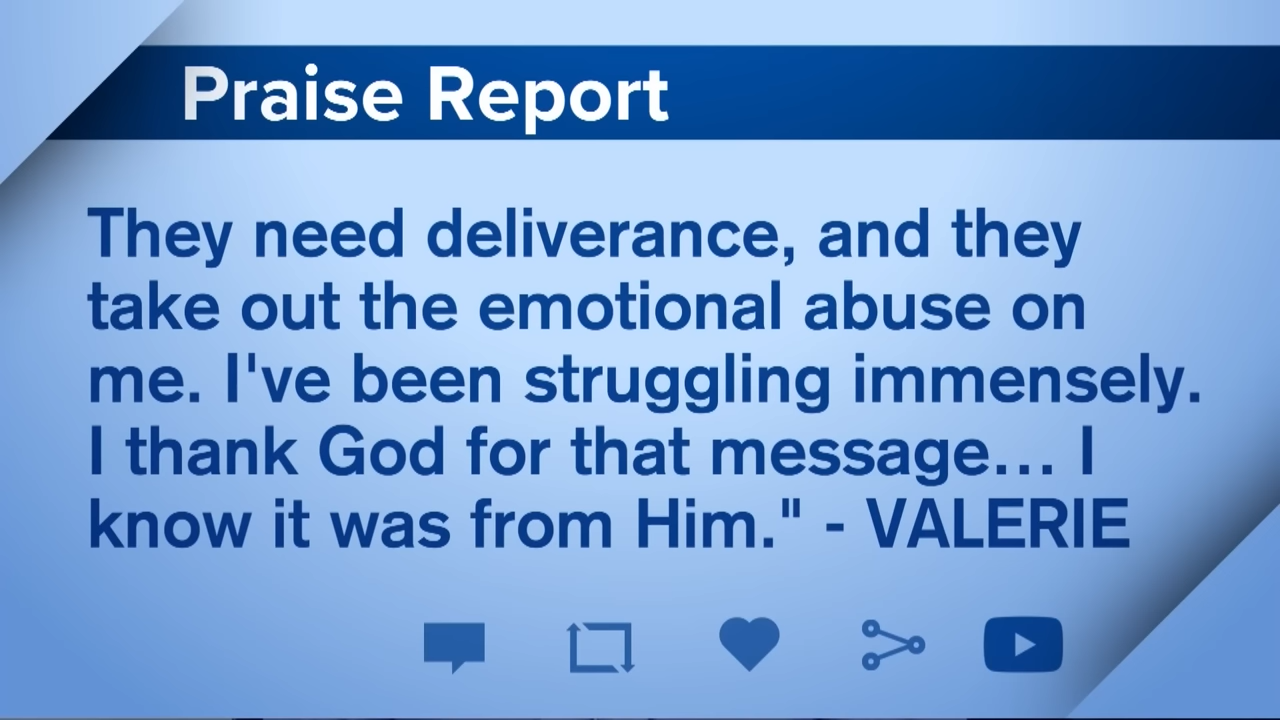 Praise Report
They need deliverance, and they
take out the emotional abuse on
me. I've been struggling immensely.
I thank God for that message... I
know it was from Him." - VALERIE